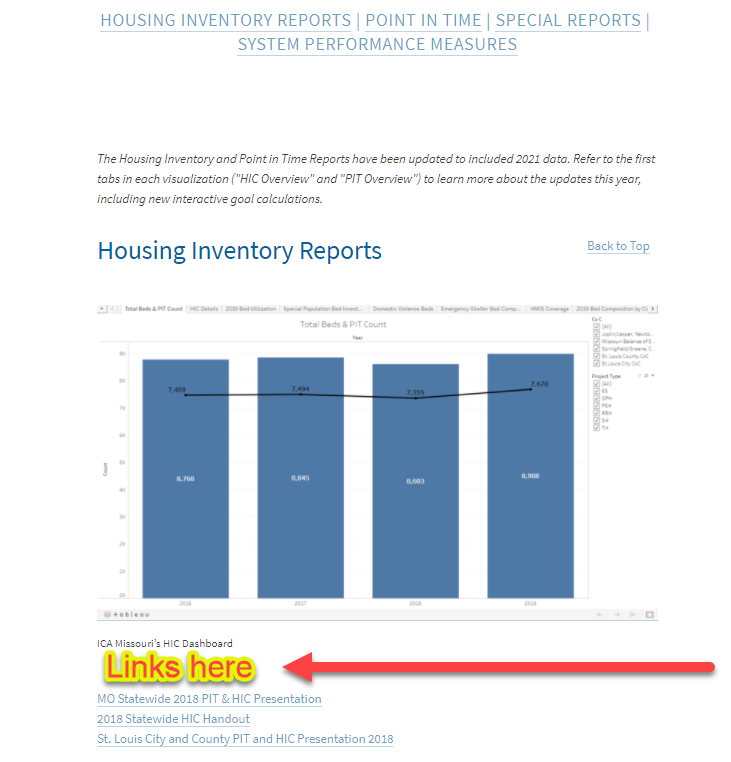 HOUSING INVENTORY REPORTS | POINT IN TIME | SPECIAL REPORTS |
SYSTEM PERFORMANCE MEASURES
The Housing Inventory and Point in Time Reports have been updated to included 2021 data. Refer to the first
tabs in each visualization ("HIC Overview" and "PIT Overview") to learn more about the updates this year,
including new interactive goal calculations.
Housing Inventory Reports
Back to Top
Total Beds & PIT Count HIC Details 2019 Bed Utilization Special Population Bed Invent... Domestic Violence Beds Emergency Shelter Bed Comp... HMIS Coverage 2019 Bed Composition by Co
Total Beds & PIT Count
Year
CoC
(All)
Joplin/Jasper, Newto...
Missouri Balance of S...
Springfield/Greene, C...
St. Louis County CoC
St. Louis City CoC
Project Type
(All)
ES
OPH
PSH
RRH
SH
TH
Count
9K
8K
7K
6K
5K
4K
3K
2K
1K
0K
7,469
7,494
7,355
7,678
8,768
8,845
8,603
8,988
2016
2017
2018
2019
+ a b l e a u
ICA Missouri's HIC Dashboard
Links here
MO Statewide 2018 PIT & HIC Presentation
2018 Statewide HIC Handout
St. Louis City and County PIT and HIC Presentation 2018